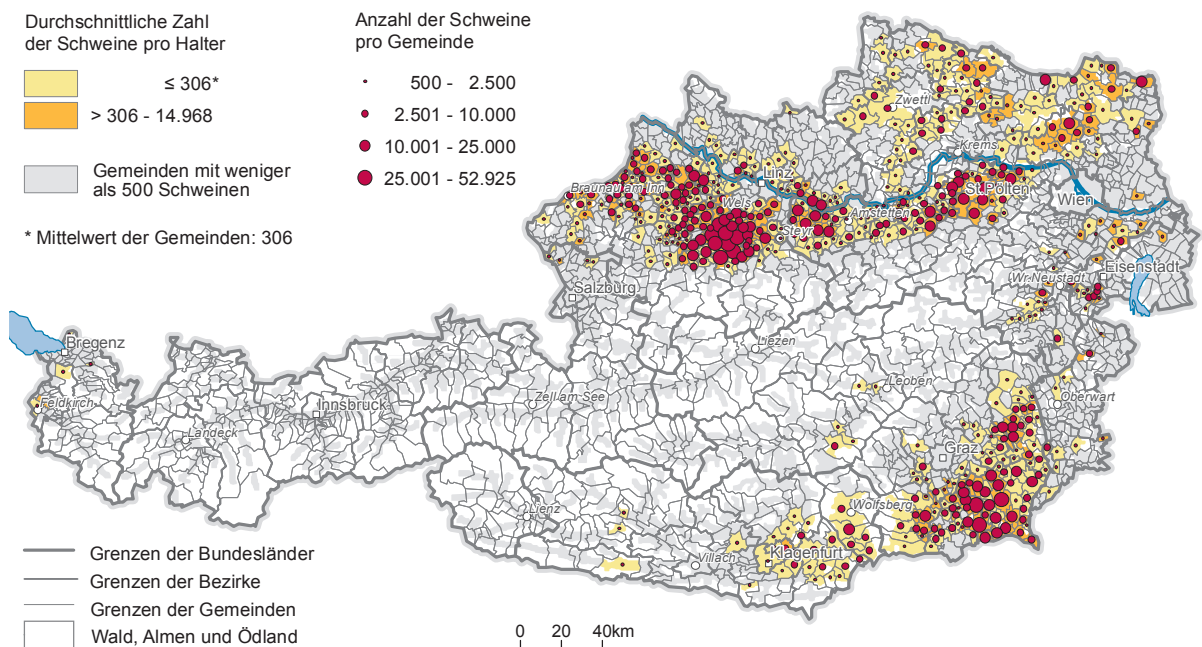 Durchschnittliche Zahl
der Schweine pro Halter
≤ 306*
> 306 - 14.968
Gemeinden mit weniger
als 500 Schweinen
* Mittelwert der Gemeinden: 306
Anzahl der Schweine
pro Gemeinde
500 - 2.500
2.501 - 10.000
10.001 - 25.000
25.001 - 52.925
Zwettl
Krems
Linz
Braunau am Inn
St.Pölten
Wels
Wien
Amstetten
Steyr
Eisenstadt
Wr.Neustadt
Salzburg
Bregenz
Liezen
Leoben
Feldkirch
Zell am See
Oberwart
Innsbruck
Landeck
Graz
Lienz
Wolfsberg
Villach
Klagenfurt
Grenzen der Bundesländer
Grenzen der Bezirke
Grenzen der Gemeinden
Wald, Almen und Ödland
0 20 40km